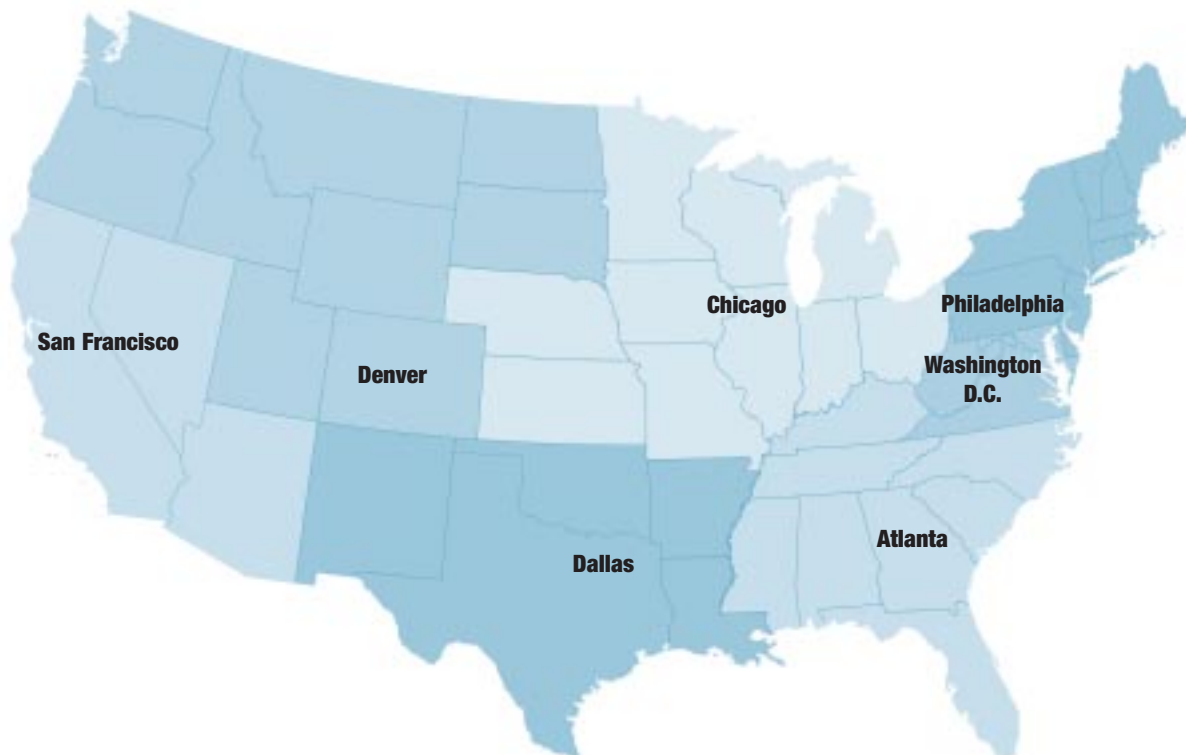 Chicago
Philadelphia
San Francisco
Denver
Washington
D.C.
Atlanta
Dallas